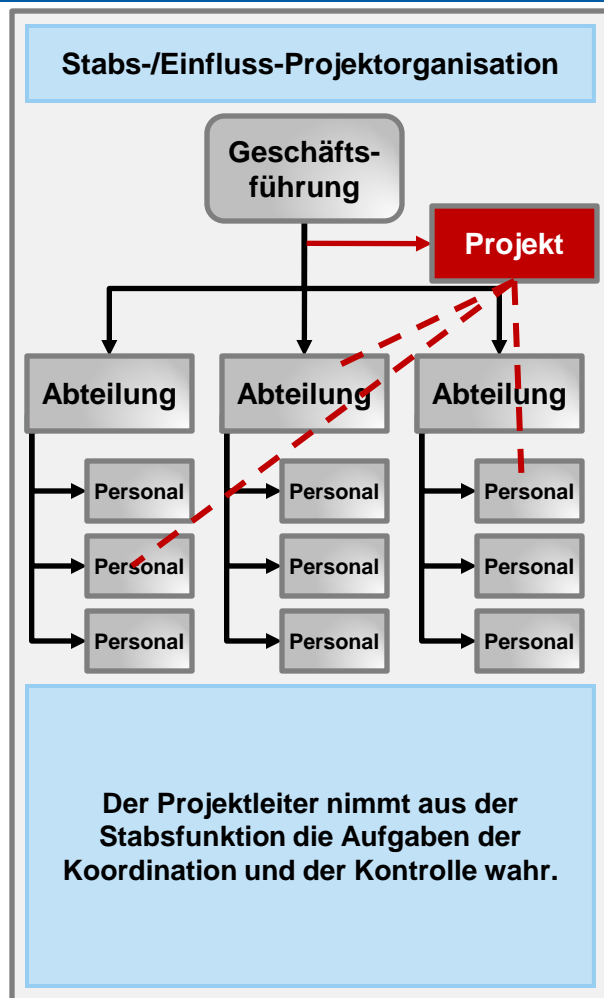 Stabs-/Einfluss-Projektorganisation
Geschäfts-
führung
Projekt
Abteilung
Abteilung
Abteilung
Personal
Personal
Personal
Personal
Personal
Personal
Personal
Personal
Personal
Der Projektleiter nimmt aus der
Stabsfunktion die Aufgaben der
Koordination und der Kontrolle wahr.